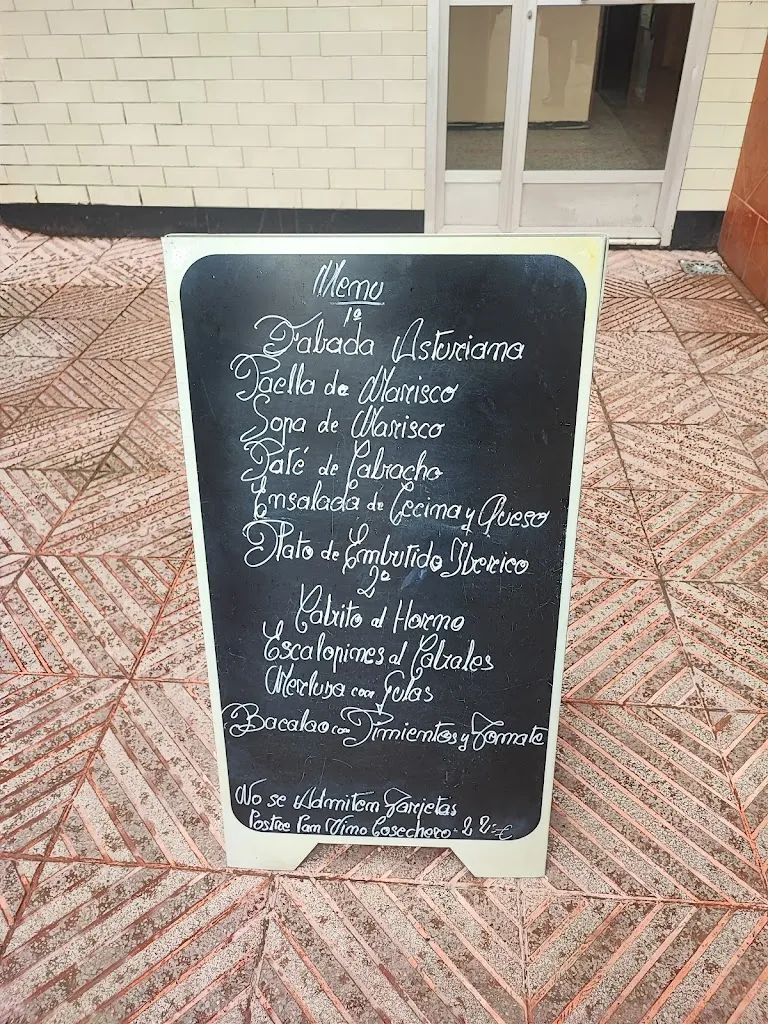 Menu
1º
Fabada Asturiana
Paella de Marisco
Sopa de Marisco
Paté de Cabracho
Ensalada de Cecina y Queso
Plato de Embutido Iberico
2º
Cabrito al Horno
Escalopines al Cabrales
Merluza con Gulas
Bacalao con Pimientos y Tomate
No se Admiten Tarjetas
Postre Pan Vino Cosechero - 22 €